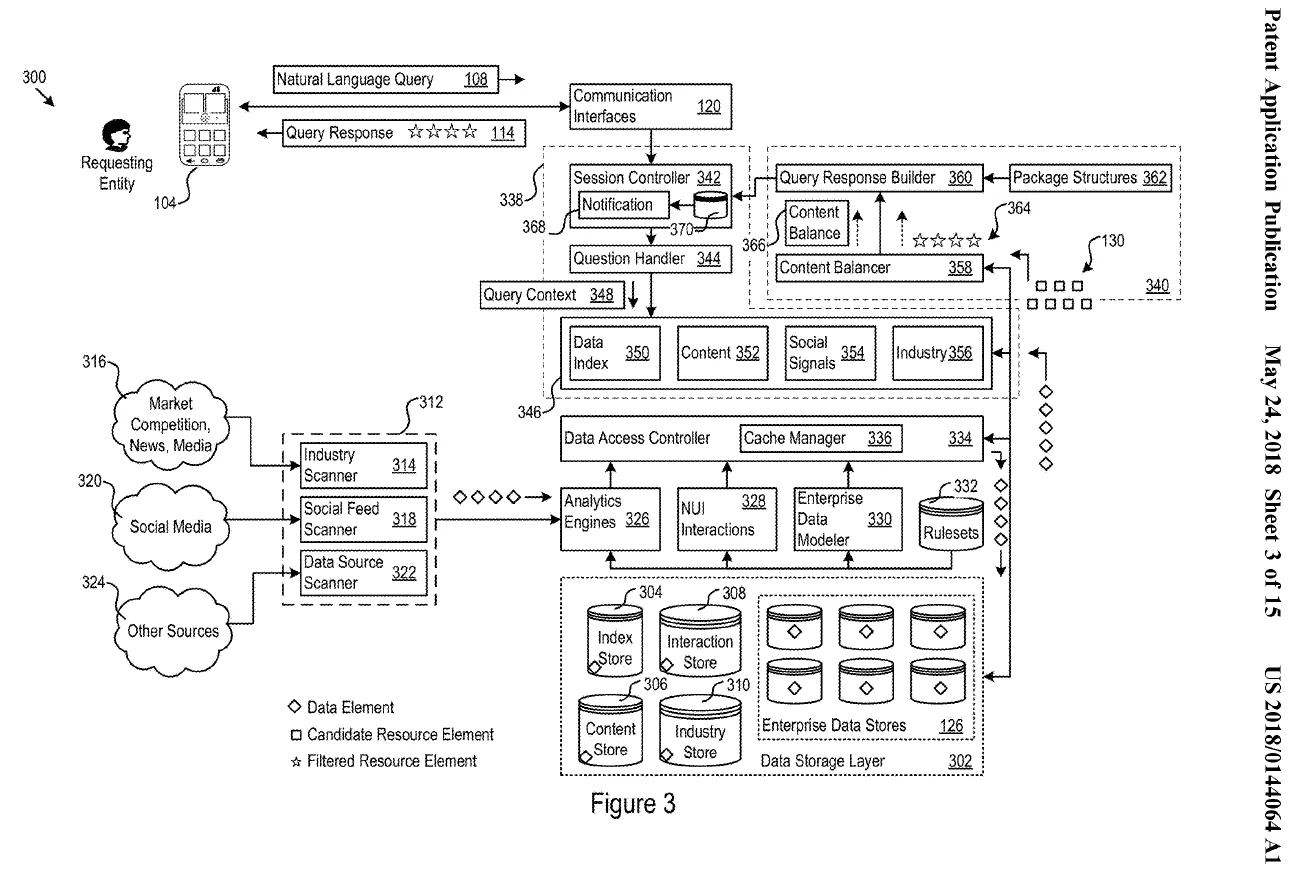 300
Natural Language Query 108
Communication
Interfaces
120
Query Response 114
Requesting
Entity
104
338
Session Controller 342
Notification
368
370
Query Response Builder 360
Package Structures 362
Content
Balance
366
364
130
Question Handler 344
Content Balancer 358
340
Query Context 348
Data
Index
350
Content 352
Social
Signals
354
Industry 356
346
316
Market
Competition,
News, Media
312
Industry
Scanner
314
320
Social Media
Social Feed
Scanner
318
324
Other Sources
Data Source
Scanner
322
Data Access Controller
Cache Manager 336
334
Analytics
Engines
326
NUI
Interactions
328
Enterprise
Data
Modeler
330
332
Rulesets
304
Index
Store
308
Interaction
Store
306
Content
Store
310
Industry
Store
Enterprise Data Stores 126
Data Storage Layer 302
Data Element
Candidate Resource Element
Filtered Resource Element
Figure 3
Patent Application Publication May 24, 2018 Sheet 3 of 15 US 2018/0144064 A1